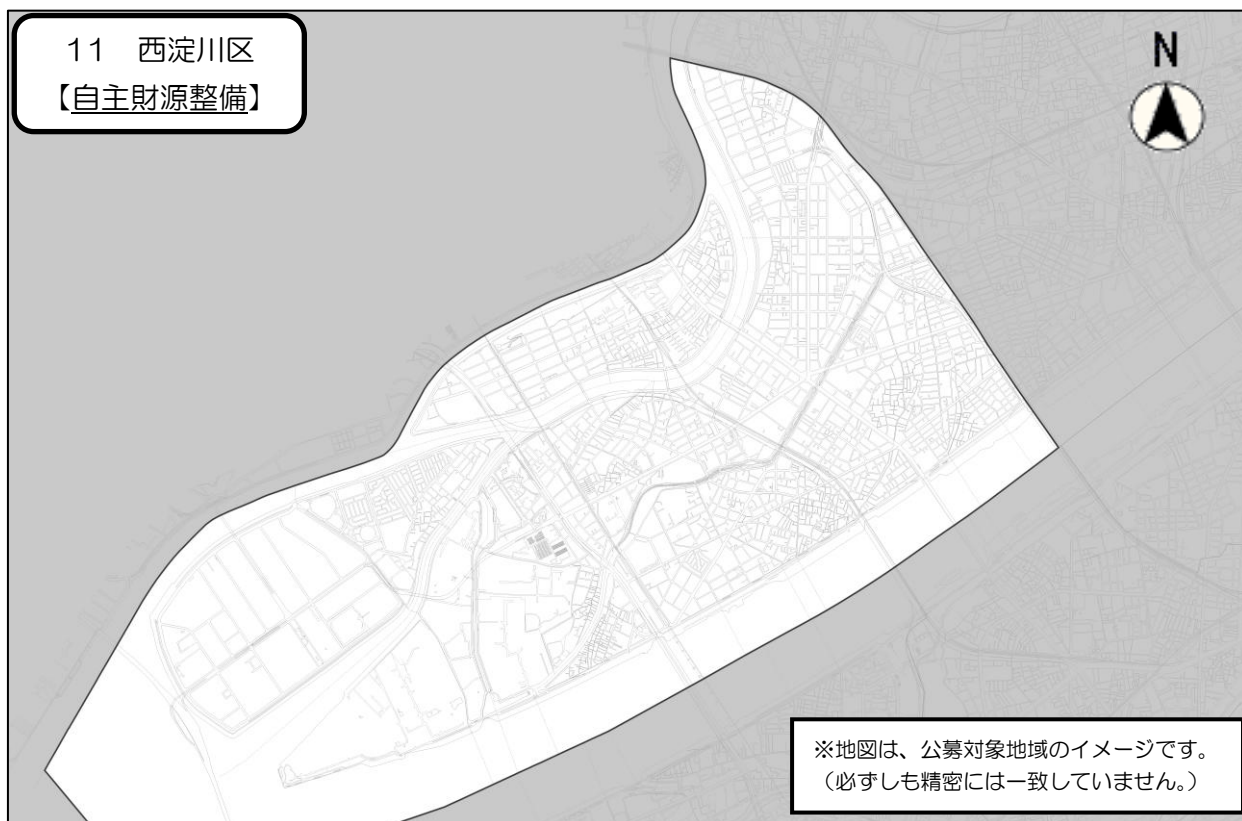 11　西淀川区
【自主財源整備】
N
※地図は、公募対象地域のイメージです。
（必ずしも精密には一致していません。）